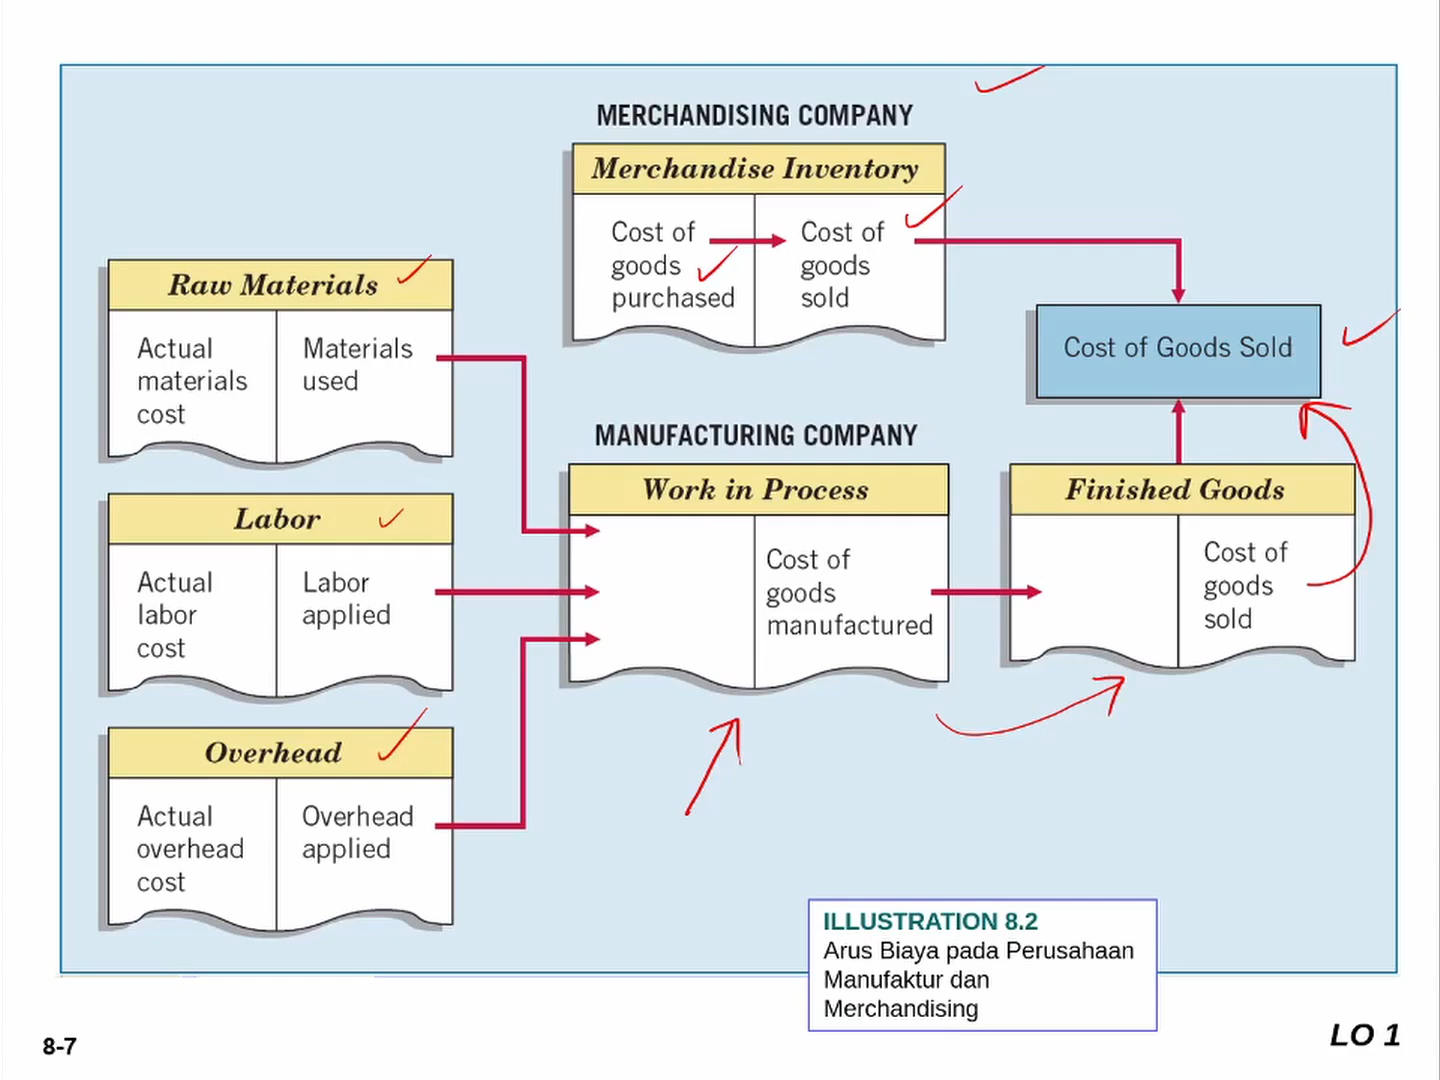 MERCHANDISING COMPANY
Merchandise Inventory
Cost of
goods
purchased
Cost of
goods
sold
Raw Materials
Actual
materials
cost
Materials
used
Cost of Goods Sold
MANUFACTURING COMPANY
Labor
Actual
labor
cost
Labor
applied
Work in Process
Cost of
goods
manufactured
Finished Goods
Cost of
goods
sold
Overhead
Actual
overhead
cost
Overhead
applied
ILLUSTRATION 8.2
Arus Biaya pada Perusahaan
Manufaktur dan
Merchandising
8-7
LO 1